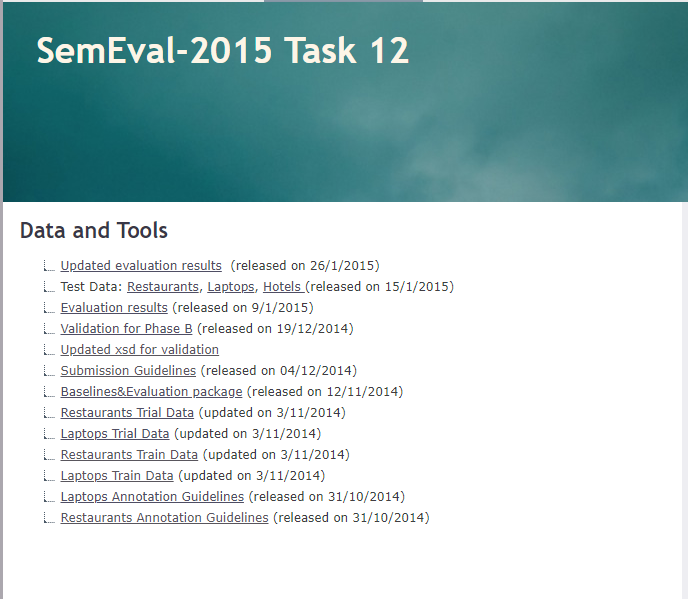 SemEval-2015 Task 12
Data and Tools
Updated evaluation results (released on 26/1/2015)
Test Data: Restaurants, Laptops, Hotels (released on 15/1/2015)
Evaluation results (released on 9/1/2015)
Validation for Phase B (released on 19/12/2014)
Updated xsd for validation
Submission Guidelines (released on 04/12/2014)
Baselines&Evaluation package (released on 12/11/2014)
Restaurants Trial Data (updated on 3/11/2014)
Laptops Trial Data (updated on 3/11/2014)
Restaurants Train Data (updated on 3/11/2014)
Laptops Train Data (updated on 3/11/2014)
Laptops Annotation Guidelines (released on 31/10/2014)
Restaurants Annotation Guidelines (released on 31/10/2014)